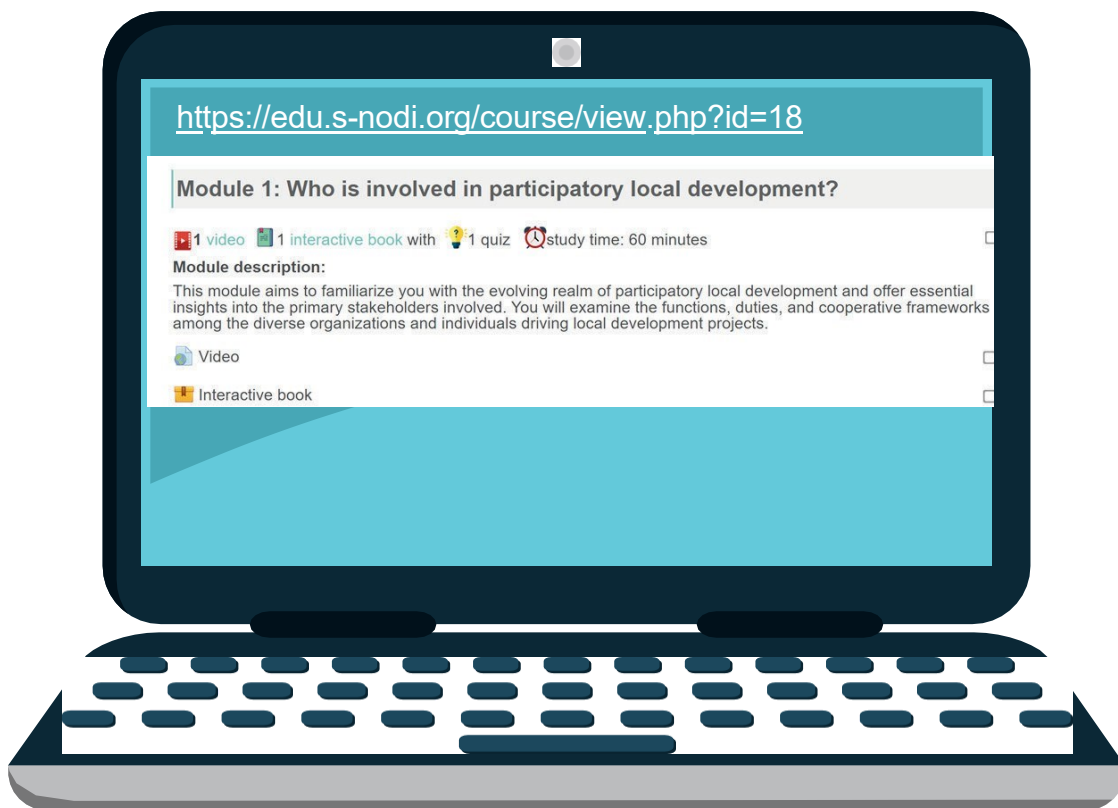 https://edu.s-nodi.org/course/view.php?id=18
Module 1: Who is involved in participatory local development?
1 video 1 interactive book with 1 quiz study time: 60 minutes
Module description:
This module aims to familiarize you with the evolving realm of participatory local development and offer essential
insights into the primary stakeholders involved. You will examine the functions, duties, and cooperative frameworks
among the diverse organizations and individuals driving local development projects.
Video
Interactive book